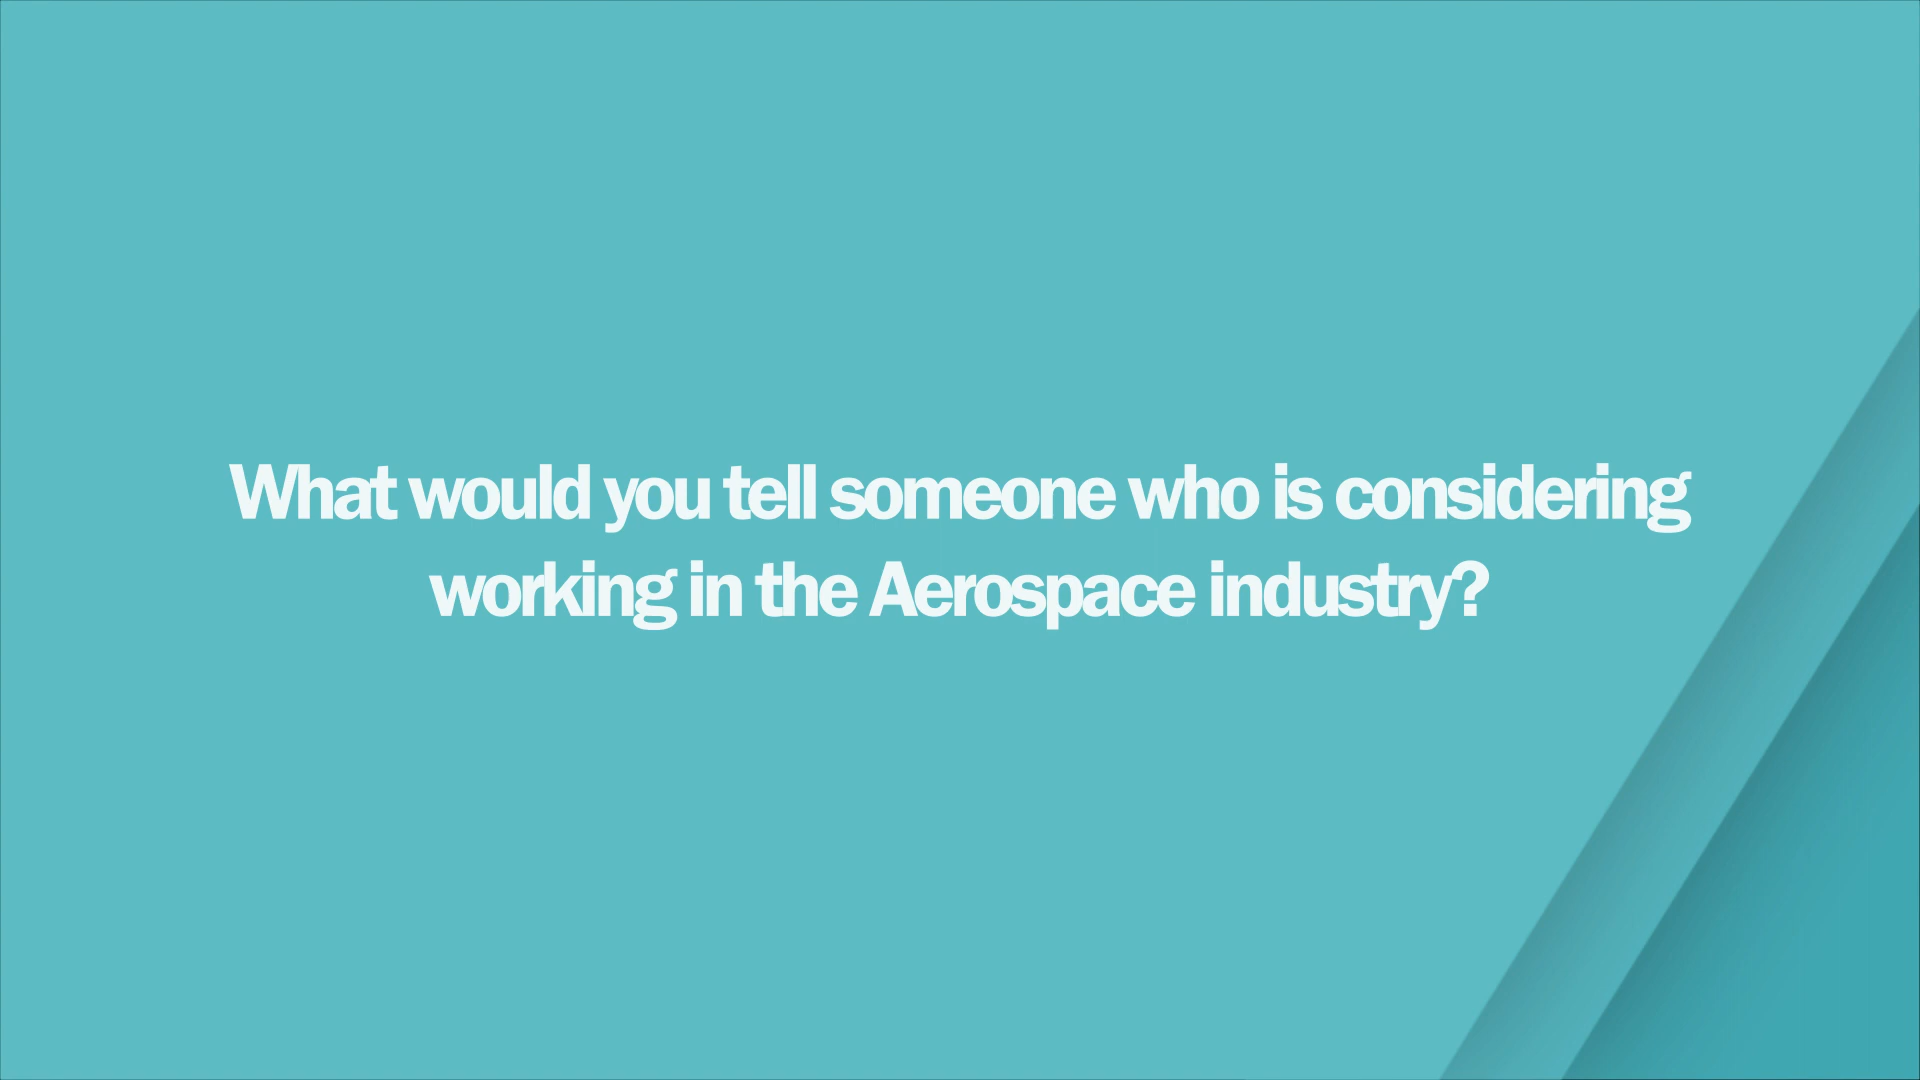 What would you tell someone who is considering
working in the Aerospace industry?